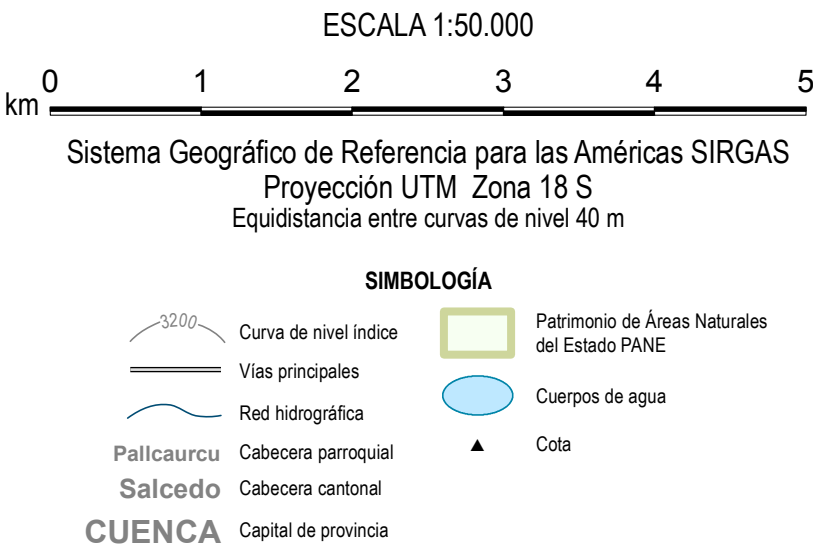 ESCALA 1:50.000
0 1 2 3 4 5
km
Sistema Geográfico de Referencia para las Américas SIRGAS
Proyección UTM Zona 18 S
Equidistancia entre curvas de nivel 40 m
SIMBOLOGÍA
3200
Curva de nivel índice
Vías principales
Red hidrográfica
Pallcaurcu Cabecera parroquial
Salcedo Cabecera cantonal
CUENCA Capital de provincia
Patrimonio de Áreas Naturales
del Estado PANE
Cuerpos de agua
Cota